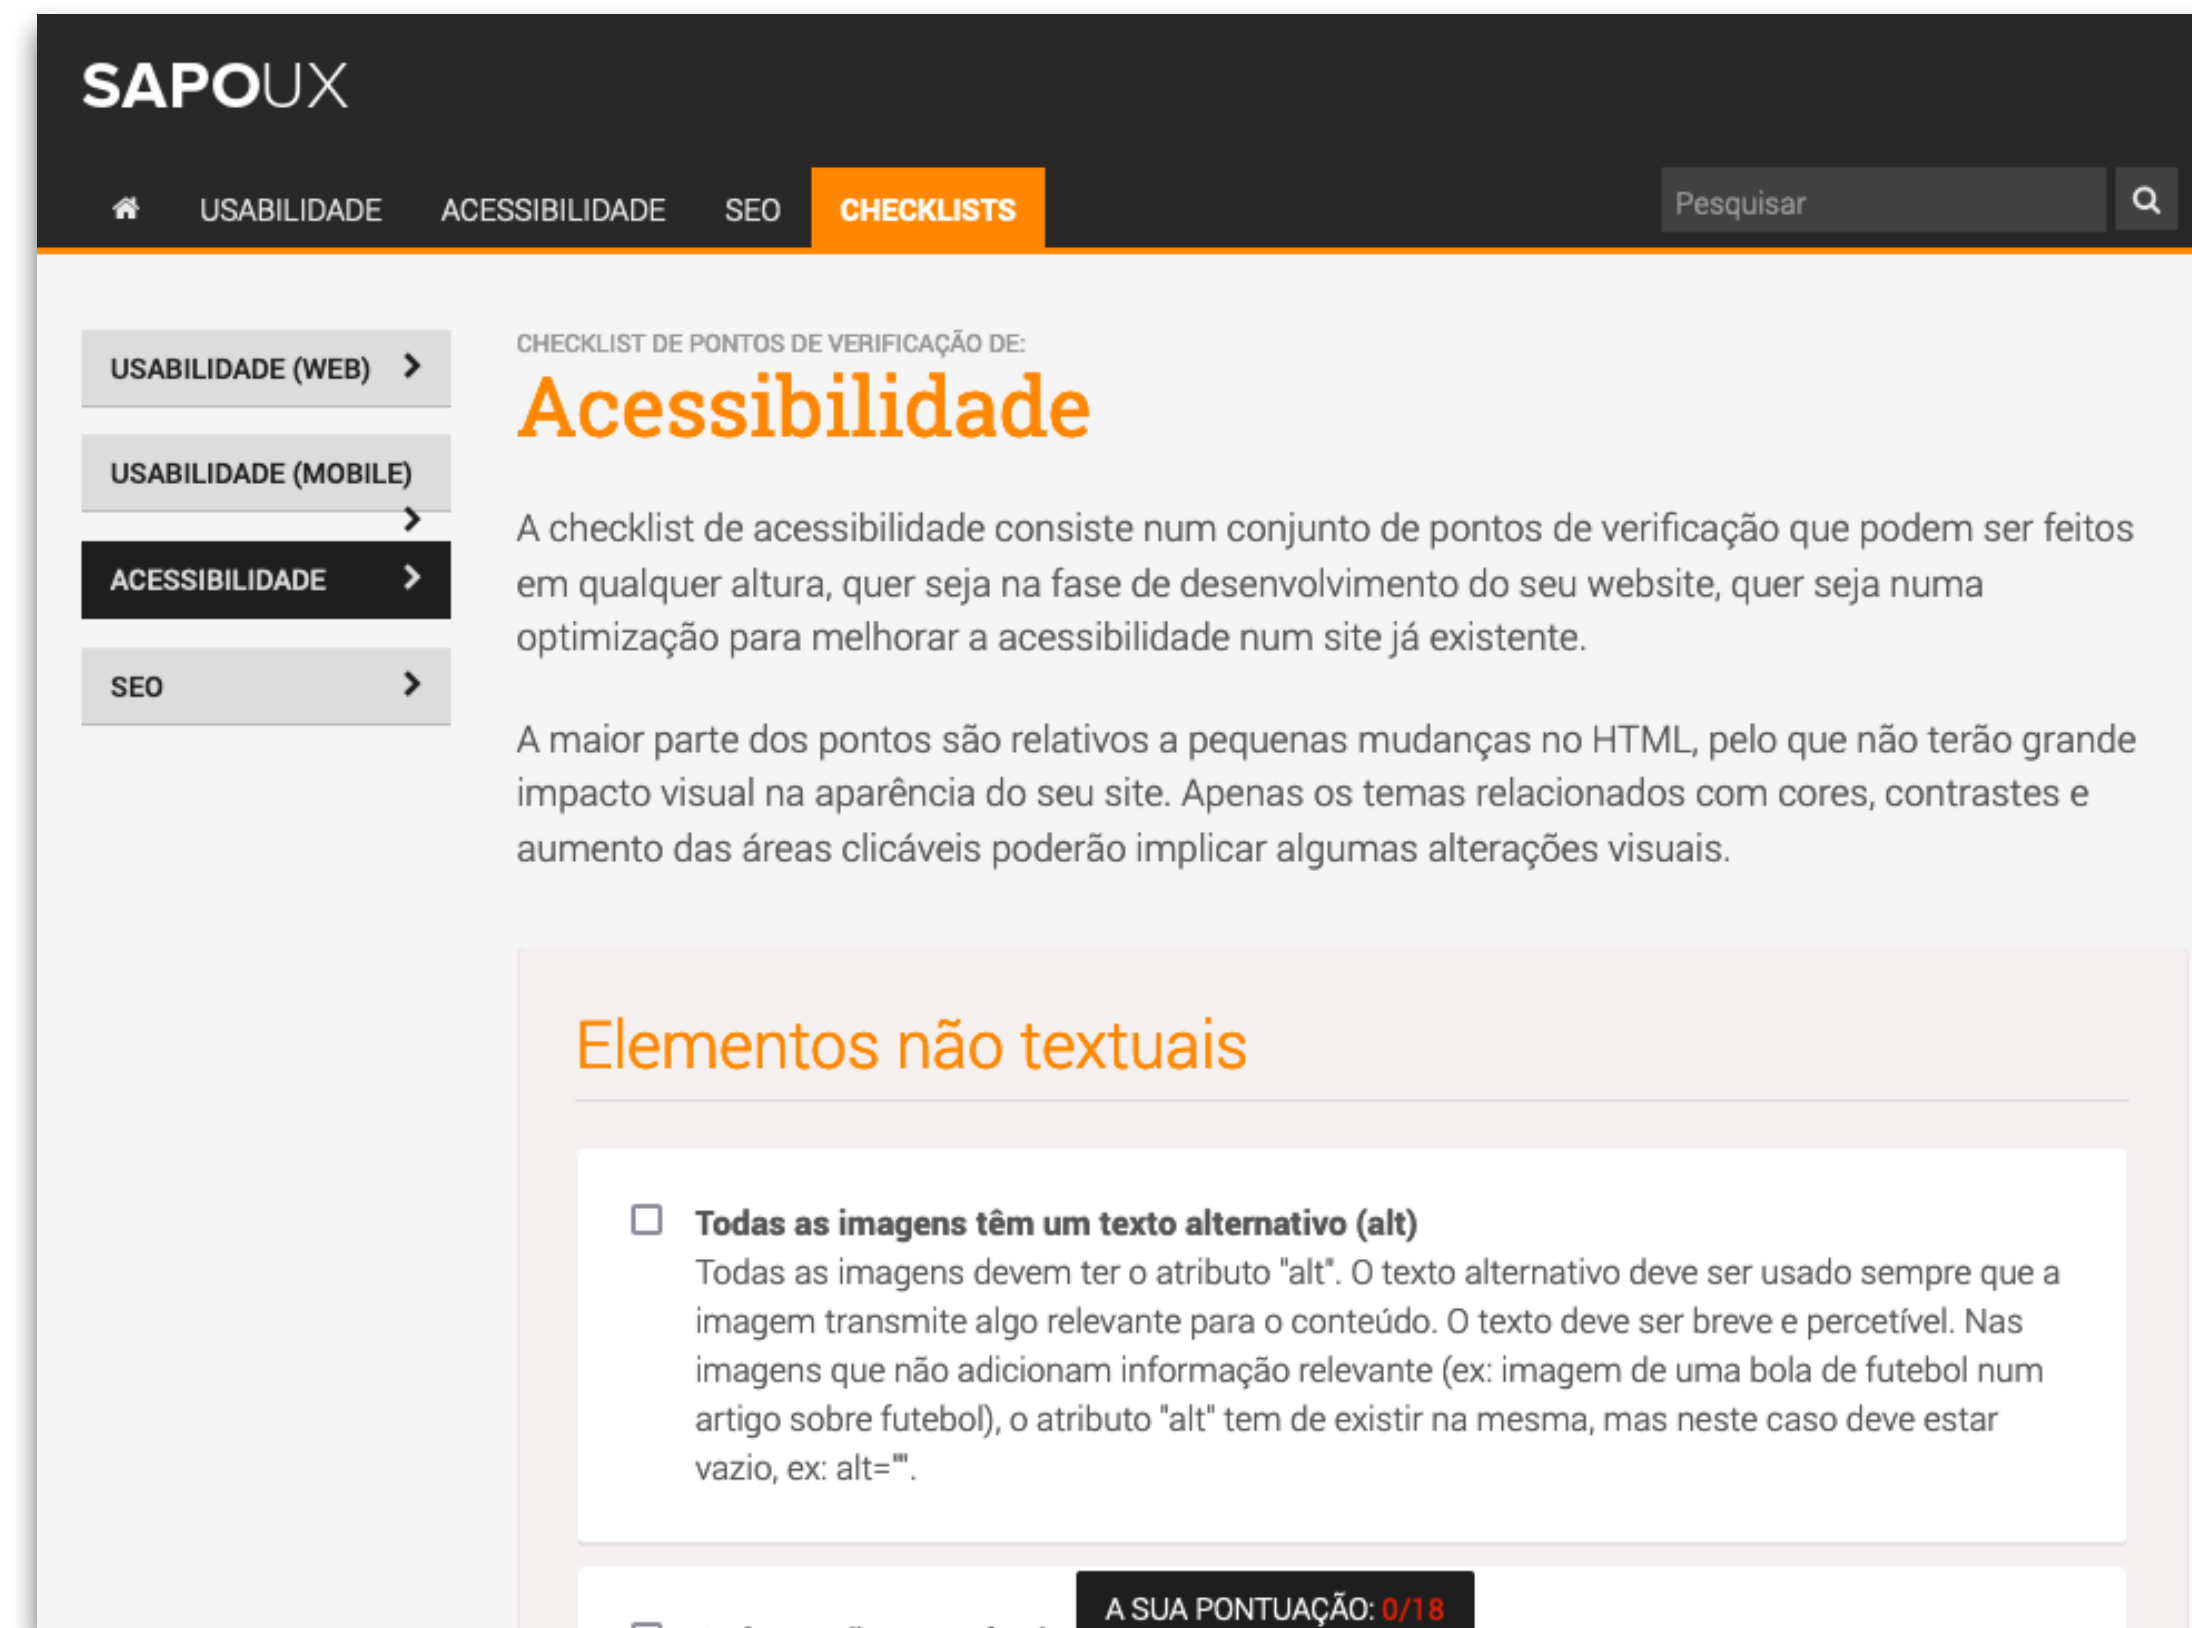 SAPOUX
USABILIDADE
ACESSIBILIDADE
SEO
CHECKLISTS
Pesquisar
USABILIDADE (WEB)
USABILIDADE (MOBILE)
ACESSIBILIDADE
SEO
CHECKLIST DE PONTOS DE VERIFICAÇÃO DE:
Acessibilidade
A checklist de acessibilidade consiste num conjunto de pontos de verificação que podem ser feitos
em qualquer altura, quer seja na fase de desenvolvimento do seu website, quer seja numa
optimização para melhorar a acessibilidade num site já existente.
A maior parte dos pontos são relativos a pequenas mudanças no HTML, pelo que não terão grande
impacto visual na aparência do seu site. Apenas os temas relacionados com cores, contrastes e
aumento das áreas clicáveis poderão implicar algumas alterações visuais.
Elementos não textuais
Todas as imagens têm um texto alternativo (alt)
Todas as imagens devem ter o atributo "alt". O texto alternativo deve ser usado sempre que a
imagem transmite algo relevante para o conteúdo. O texto deve ser breve e percetível. Nas
imagens que não adicionam informação relevante (ex: imagem de uma bola de futebol num
artigo sobre futebol), o atributo "alt" tem de existir na mesma, mas neste caso deve estar
vazio, ex: alt="".
A SUA PONTUAÇÃO: 0/18